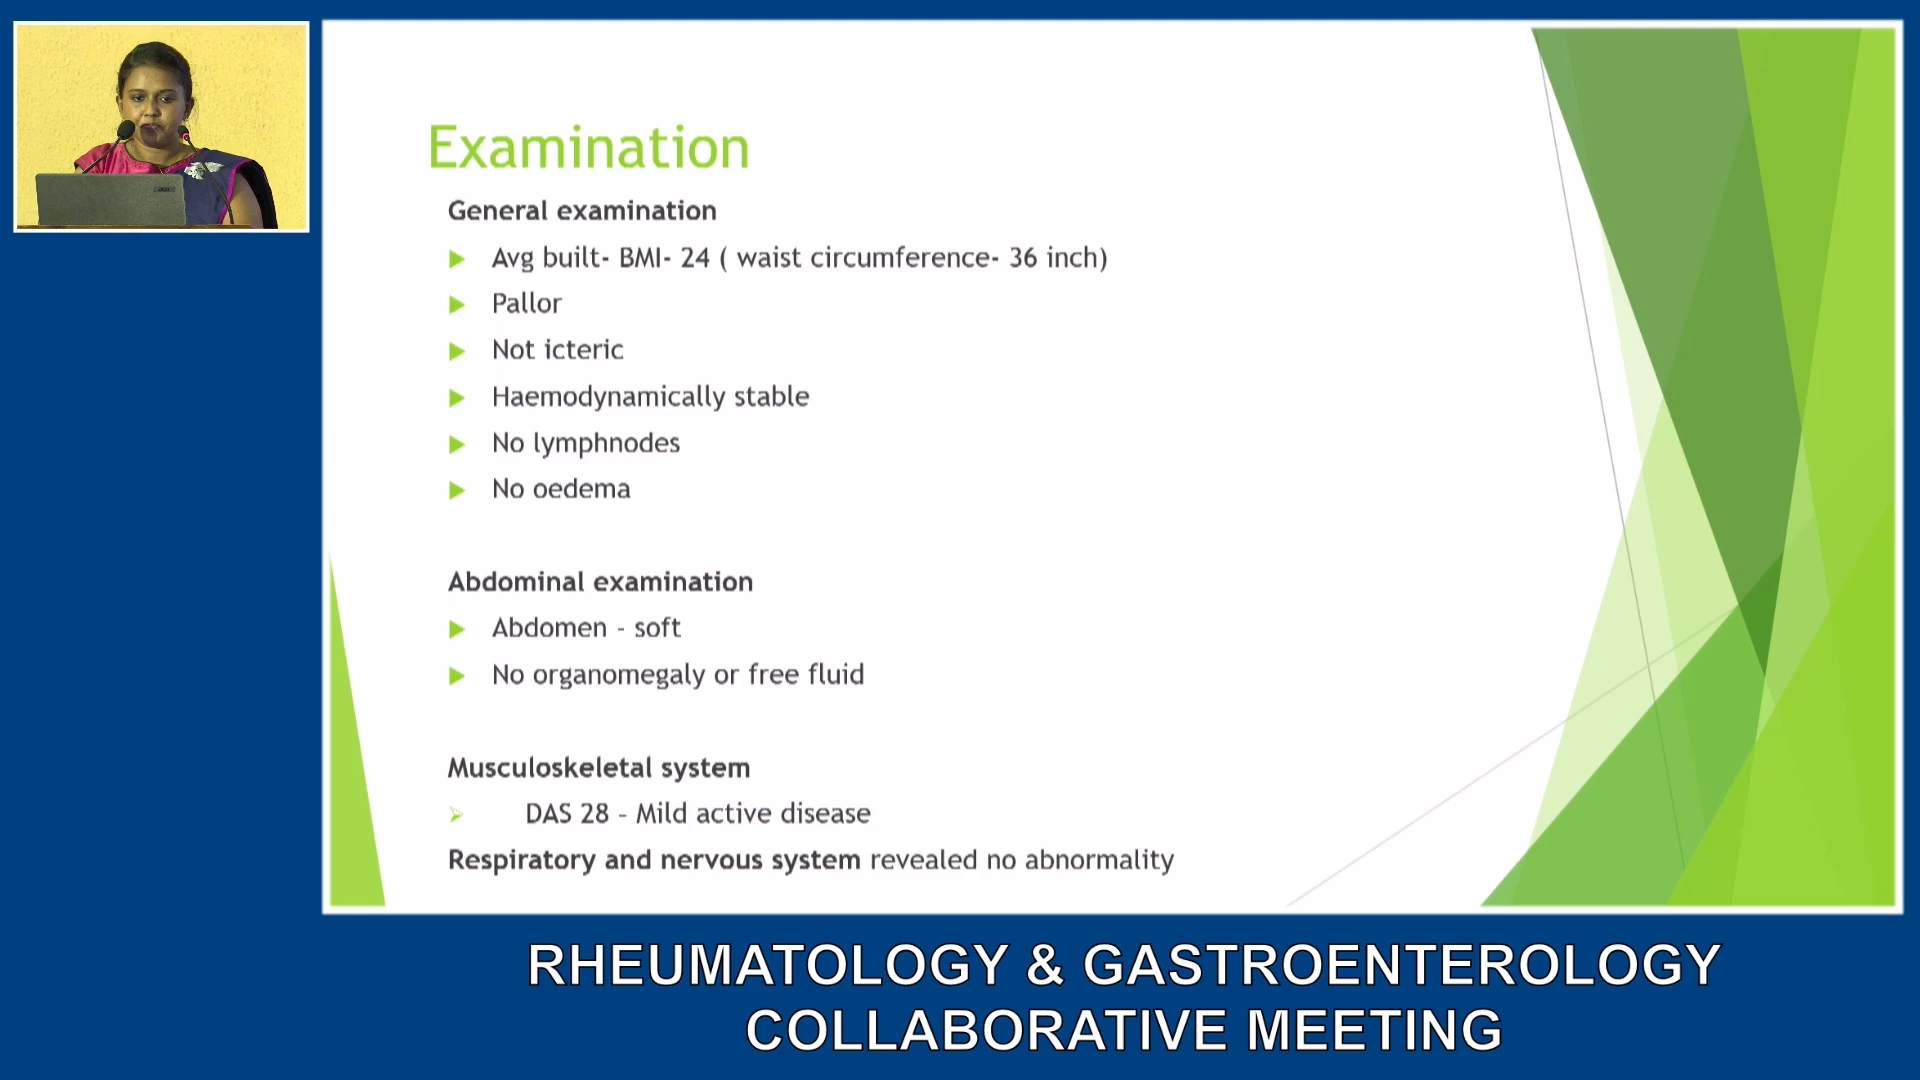 Examination
General examination
Avg built- BMI- 24 ( waist circumference- 36 inch)
Pallor
Not icteric
Haemodynamically stable
No lymphnodes
No oedema
Abdominal examination
Abdomen - soft
No organomegaly or free fluid
Musculoskeletal system
DAS 28 – Mild active disease
Respiratory and nervous system revealed no abnormality
RHEUMATOLOGY & GASTROENTEROLOGY
COLLABORATIVE MEETING